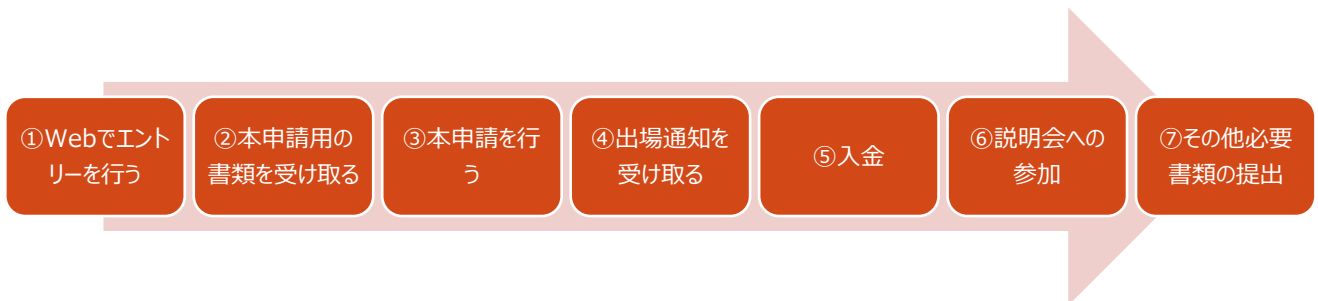 ①Webでエント
リーを行う
②本申請用の
書類を受け取る
③本申請を行
う
④出場通知を
受け取る
⑤入金
⑥説明会への
参加
⑦その他必要
書類の提出